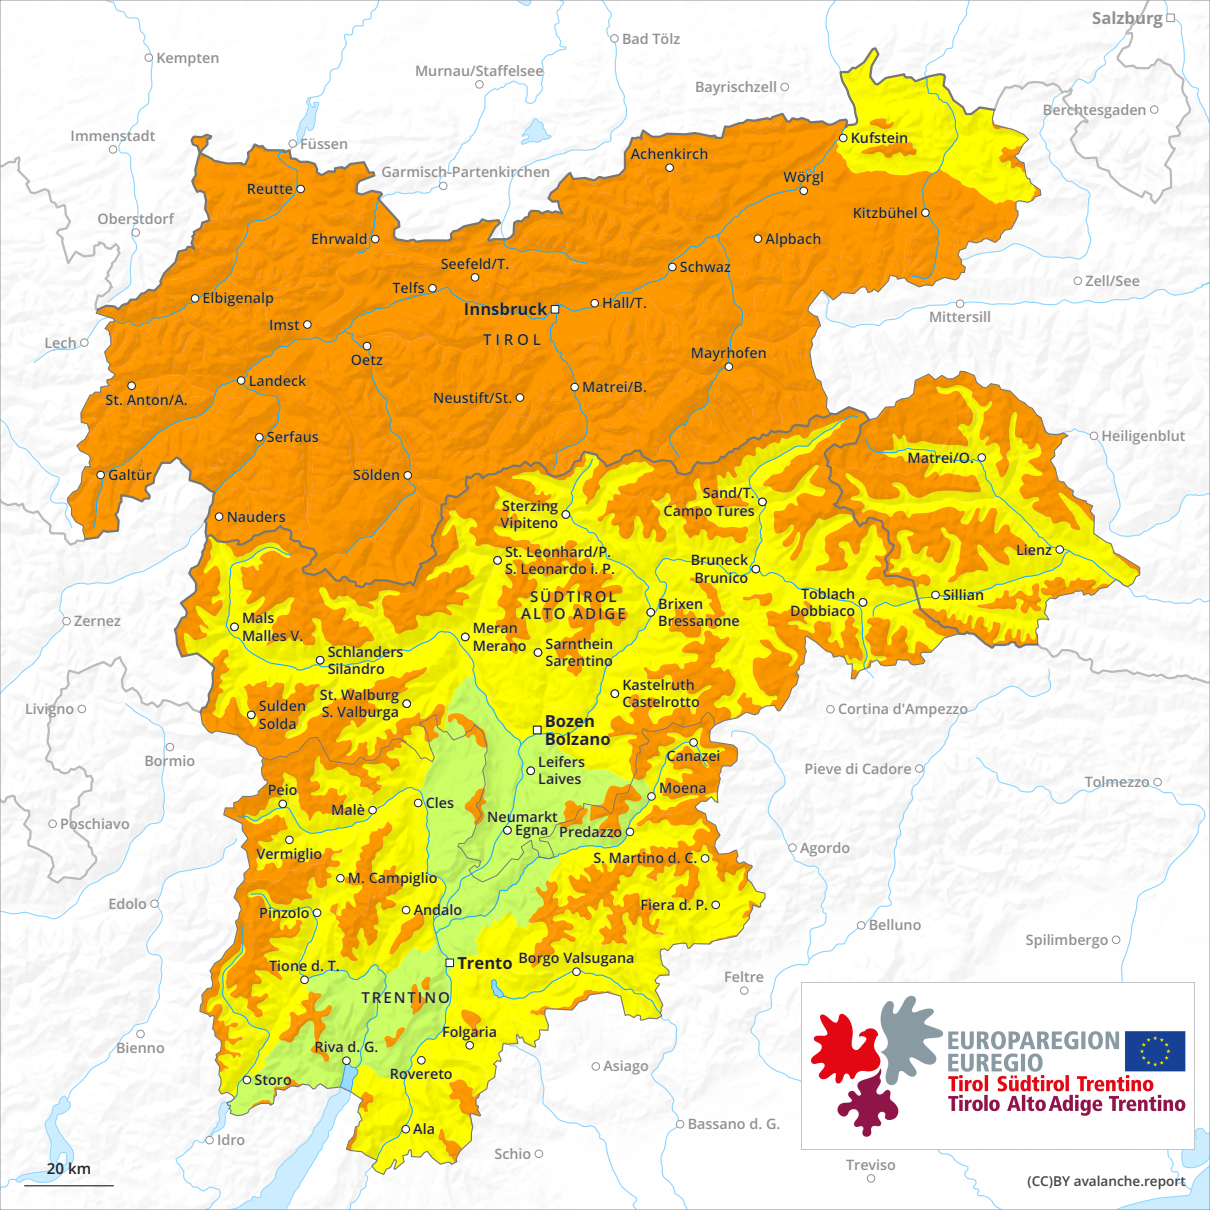 Salzburg
Bad Tölz
Kempten
Murnau/Staffelsee
Bayrischzell
Berchtesgaden
Immenstadt
Füssen
Kufstein
Achenkirch
Garmisch-Partenkirchen
Wörgl
Reutte
Oberstdorf
Kitzbühel
Ehrwald
Alpbach
Seefeld/T.
Schwaz
Zell/See
Telfs
Elbigenalp
Hall/T.
Innsbruck
Mittersill
Imst
TIROL
Lech
Oetz
Mayrhofen
Landeck
Matrei/B.
St. Anton/A.
Neustift/St.
Serfaus
Heiligenblut
Matrei/O.
Galtür
Sölden
Sand/T.
Campo Tures
Sterzing
Vipiteno
Nauders
St. Leonhard/P.
S. Leonardo i. P.
Lienz
Bruneck
Brunico
SÜDTIROL
ALTO ADIGE
Toblach
Dobbiaco
Sillian
Brixen
Bressanone
Zernez
Mals
Malles V.
Meran
Merano
Sarnthein
Sarentino
Schlanders
Silandro
Kastelruth
Castelrotto
St. Walburg
S. Valburga
Sulden
Solda
Livigno
Cortina d'Ampezzo
Bozen
Bolzano
Bormio
Canazei
Leifers
Laives
Pieve di Cadore
Tolmezzo
Peio
Moena
Malè
Cles
Neumarkt
Egna
Predazzo
Poschiavo
Vermiglio
Agordo
S. Martino d. C.
M. Campiglio
Edolo
Pinzolo
Andalo
Fiera d. P.
Belluno
Spilimbergo
Borgo Valsugana
Trento
Tione d. T.
Feltre
TRENTINO
Folgaria
Bienno
Riva d. G.
Asiago
Rovereto
Storo
EUROPAREGION
EUREGIO
Tirol Südtirol Trentino
Tirolo Alto Adige Trentino
Ala
Bassano d. G.
Idro
Schio
20 km
Treviso
(CC)BY avalanche.report